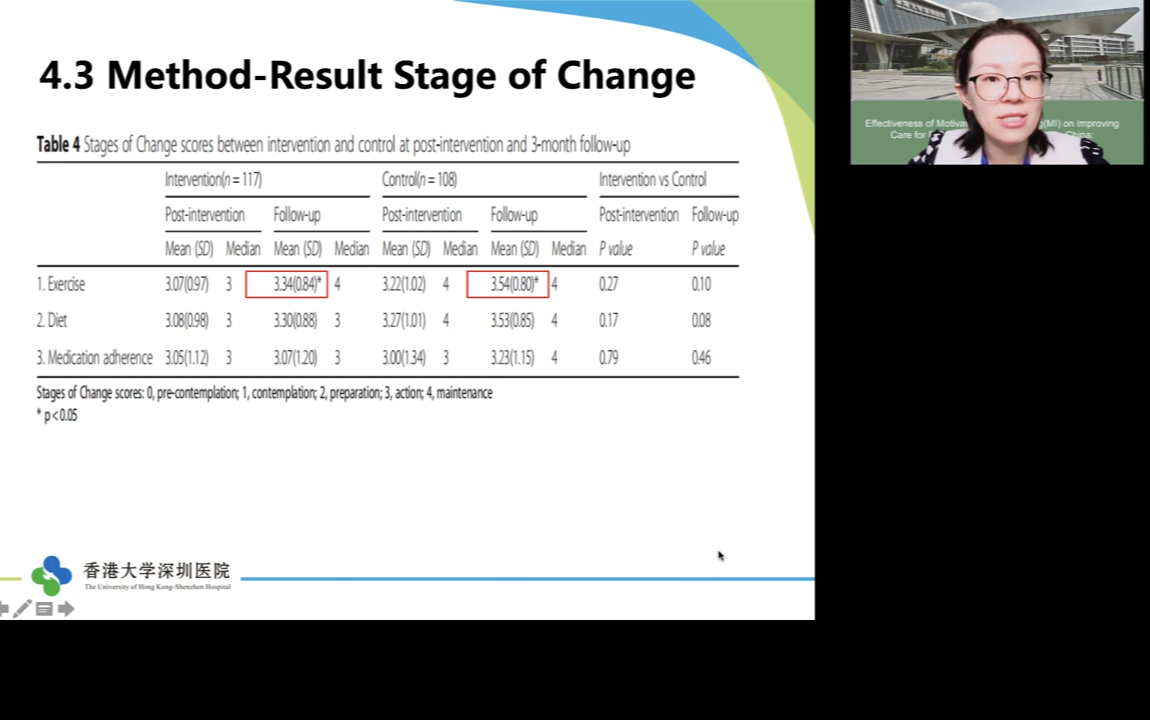 4.3 Method-Result Stage of Change
Table 4 Stages of Change scores between intervention and control at post-intervention and 3-month follow-up
Intervention(n = 117) Control(n = 108) Intervention vs Control
Post-intervention Follow-up Post-intervention Follow-up Post-intervention Follow-up
Mean (SD) Median Mean (SD) Median Mean (SD) Median Mean (SD) Median P value P value
1. Exercise 3.07(0.97) 3 3.34(0.84)* 4 3.22(1.02) 4 3.54(0.80)* 4 0.27 0.10
2. Diet 3.08(0.98) 3 3.30(0.88) 3 3.27(1.01) 4 3.53(0.85) 4 0.17 0.08
3. Medication adherence 3.05(1.12) 3 3.07(1.20) 3 3.00(1.34) 3 3.23(1.15) 4 0.79 0.46
Stages of Change scores: 0, pre-contemplation; 1, contemplation; 2, preparation; 3, action; 4, maintenance
* p < 0.05
香港大学深圳医院
The University of Hong Kong-Shenzhen Hospital
Effectiveness of (MI) on improving
Care for China: